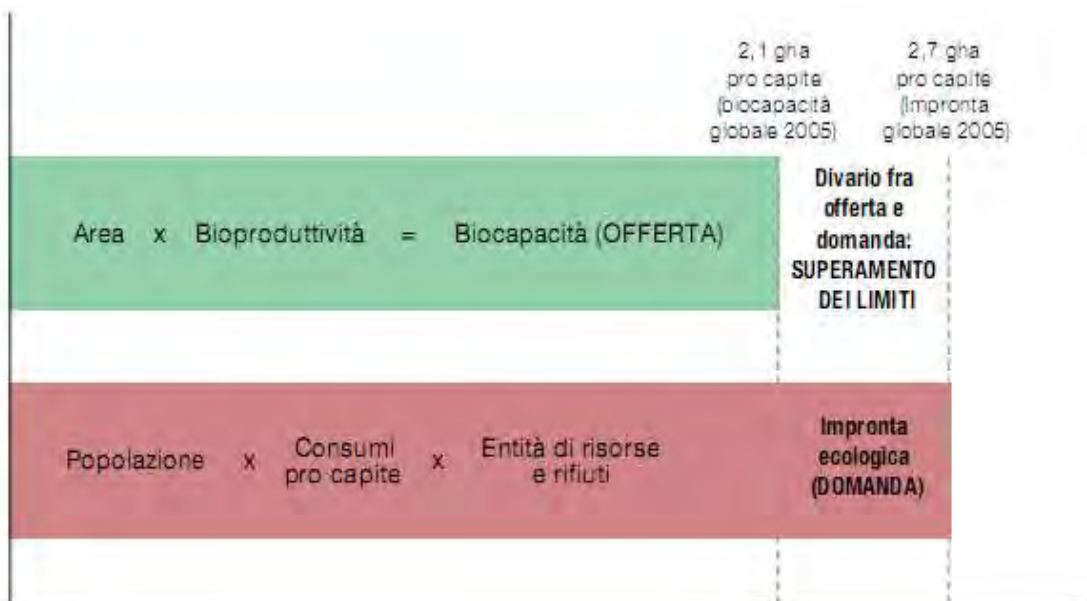 2,1 gha
pro capite
(biocapacità
globale 2005)
2,7 gha
pro capite
(Impronta
globale 2005)
Area x Bioproduttività = Biocapacità (OFFERTA)
Divario fra
offerta e
domanda:
SUPERAMENTO
DEI LIMITI
Popolazione x Consumi
pro capite x Entità di risorse
e rifiuti
Impronta
ecologica
(DOMANDA)